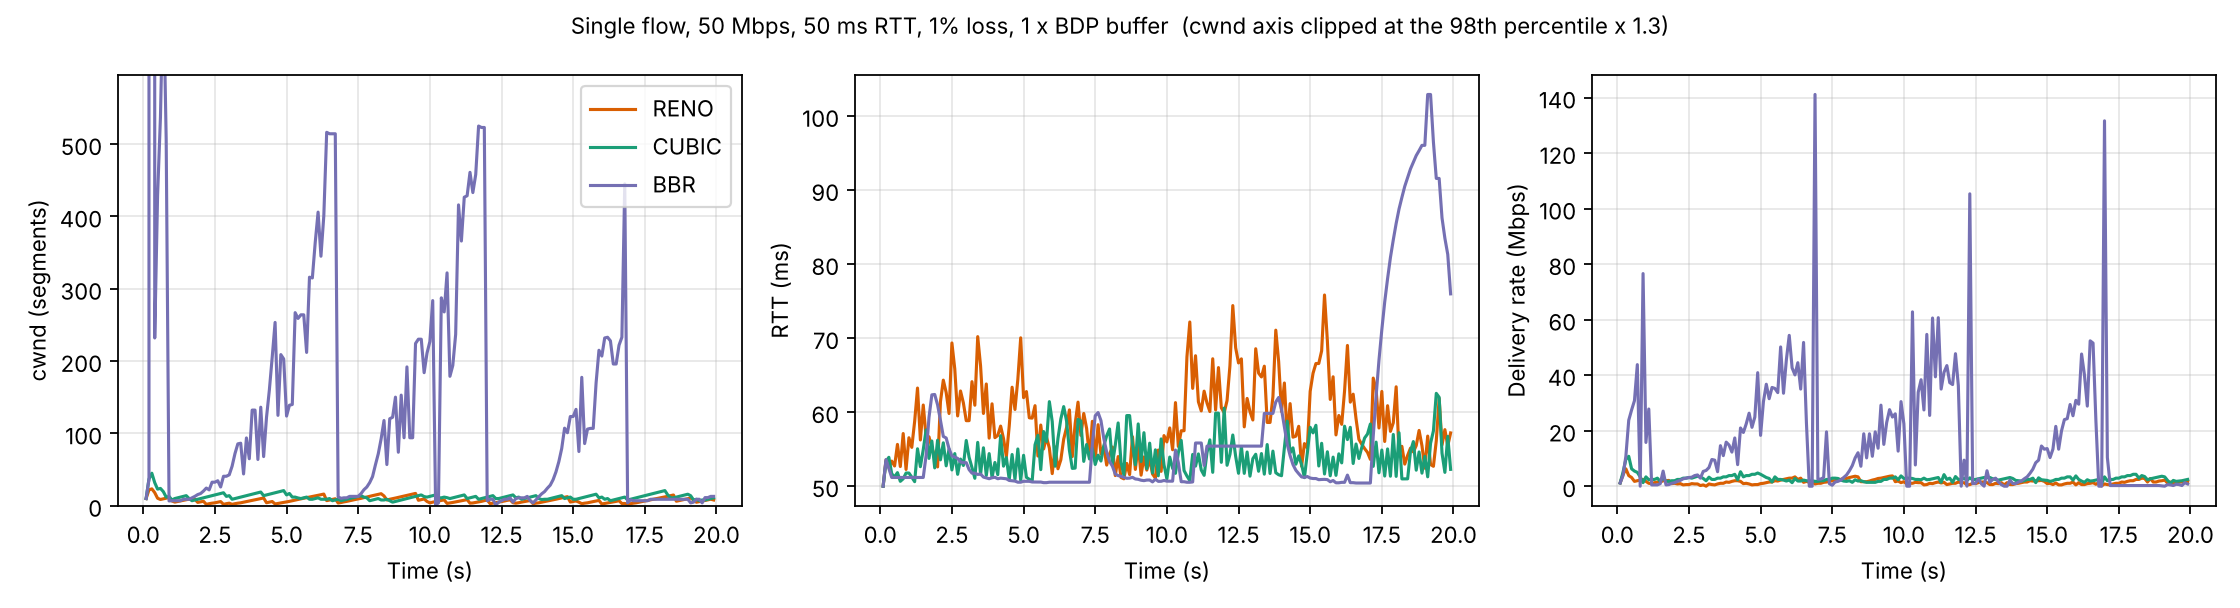 Single flow, 50 Mbps, 50 ms RTT, 1% loss, 1 x BDP buffer (cwnd axis clipped at the 98th percentile x 1.3)
cwnd (segments)
500
400
300
200
100
0
RENO
CUBIC
BBR
0.0 2.5 5.0 7.5 10.0 12.5 15.0 17.5 20.0
Time (s)
RTT (ms)
100
90
80
70
60
50
0.0 2.5 5.0 7.5 10.0 12.5 15.0 17.5 20.0
Time (s)
Delivery rate (Mbps)
140
120
100
80
60
40
20
0
0.0 2.5 5.0 7.5 10.0 12.5 15.0 17.5 20.0
Time (s)